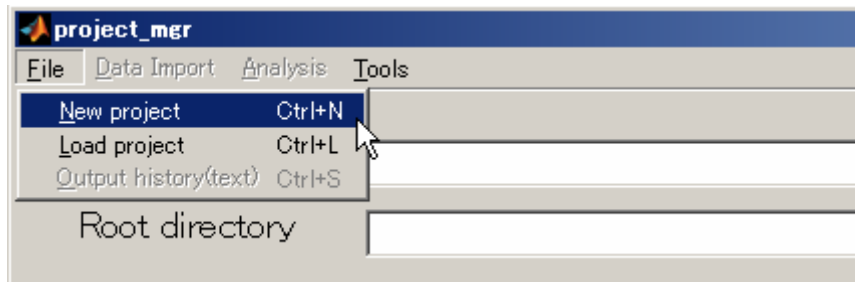 project_mgr
File Data Import Analysis Tools
New project Ctrl+N
Load project Ctrl+L
Output history(text) Ctrl+S
Root directory